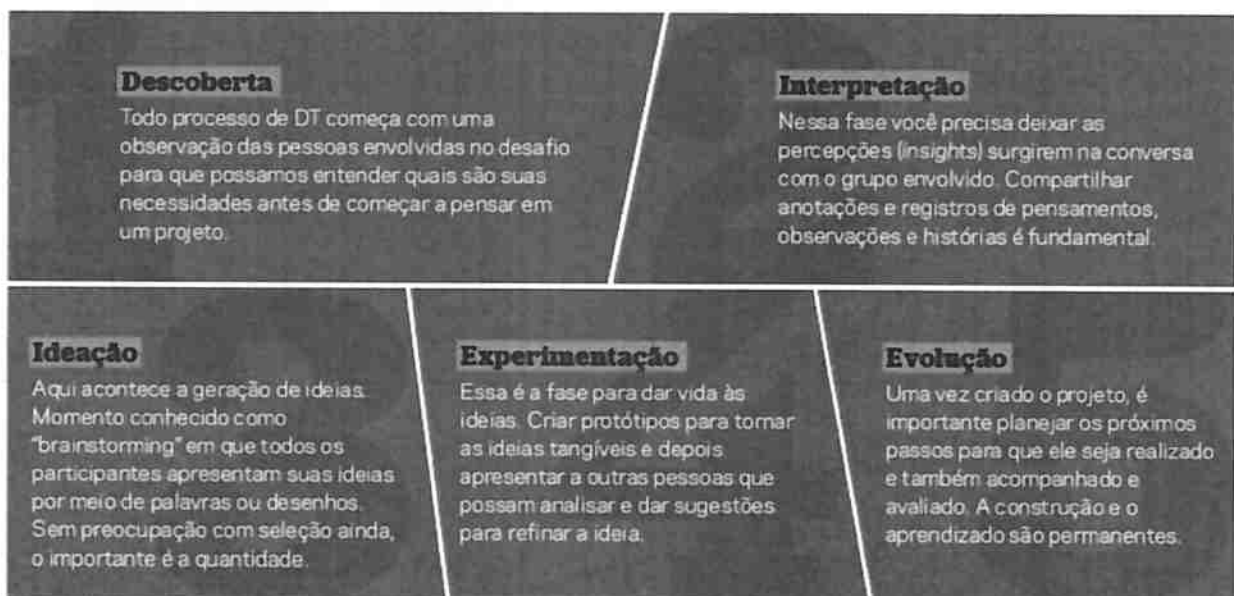 Descoberta
Todo processo de DT começa com uma
observação das pessoas envolvidas no desafio
para que possamos entender quais são suas
necessidades antes de começar a pensar em
um projeto.
Interpretação
Nessa fase você precisa deixar as
percepções (insights) surgirem na conversa
com o grupo envolvido. Compartilhar
anotações e registros de pensamentos,
observações e histórias é fundamental.
Ideação
Aqui acontece a geração de ideias.
Momento conhecido como
"brainstorming" em que todos os
participantes apresentam suas ideias
por meio de palavras ou desenhos.
Sem preocupação com seleção ainda,
o importante é a quantidade.
Experimentação
Essa é a fase para dar vida às
ideias. Criar protótipos para tornar
as ideias tangíveis e depois
apresentar a outras pessoas que
possam analisar e dar sugestões
para refinar a ideia.
Evolução
Uma vez criado o projeto, é
importante planejar os próximos
passos para que ele seja realizado
e também acompanhado e
avaliado. A construção e o
aprendizado são permanentes.